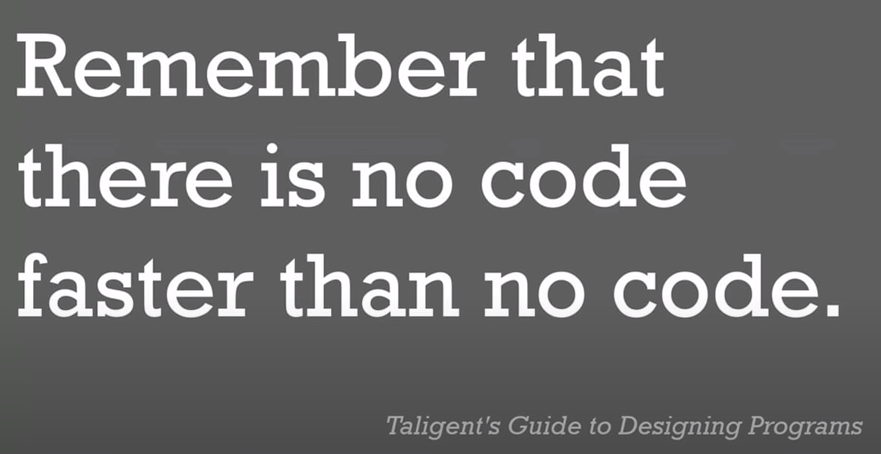 Remember that
there is no code
faster than no code.
Taligent's Guide to Designing Programs